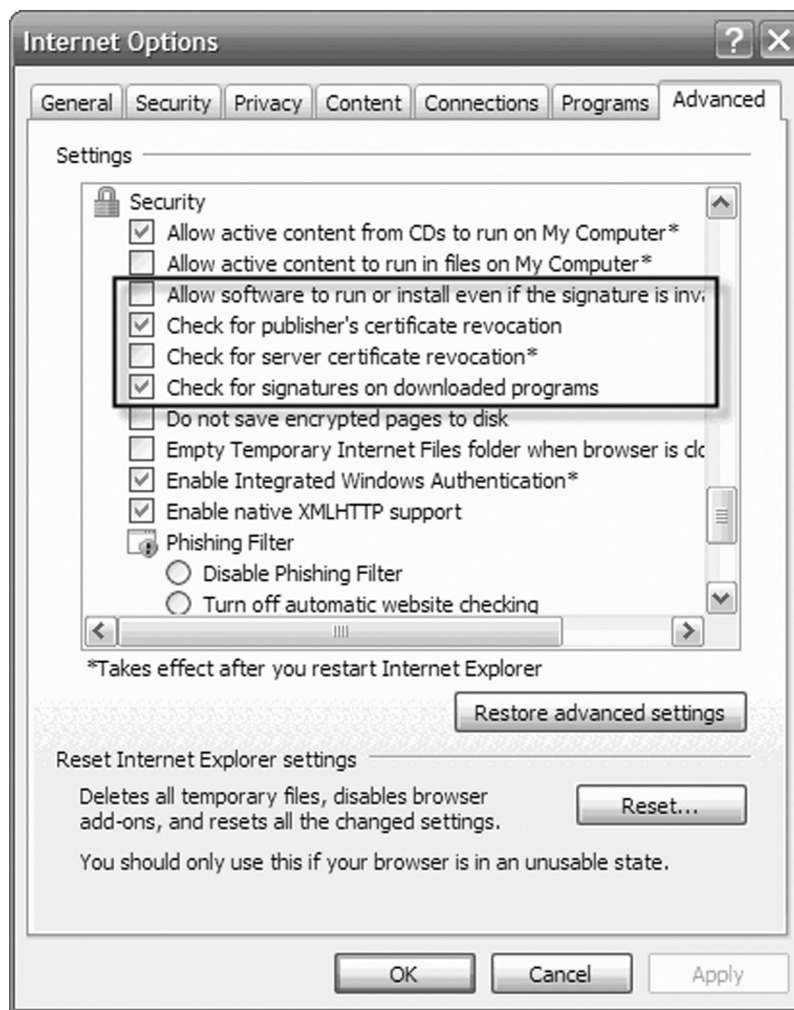 Internet Options
General Security Privacy Content Connections Programs Advanced
Settings
Security
Allow active content from CDs to run on My Computer*
Allow active content to run in files on My Computer*
Allow software to run or install even if the signature is
Check for publisher's certificate revocation
Check for server certificate revocation*
Check for signatures on downloaded programs
Do not save encrypted pages to disk
Empty Temporary Internet Files folder when browser is
Enable Integrated Windows Authentication*
Enable native XMLHTTP support
Phishing Filter
Disable Phishing Filter
Turn off automatic website checking
*Takes effect after you restart Internet Explorer
Restore advanced settings
Reset Internet Explorer settings
Deletes all temporary files, disables browser
add-ons, and resets all the changed settings.
Reset...
You should only use this if your browser is in an unusable state.
OK Cancel Apply